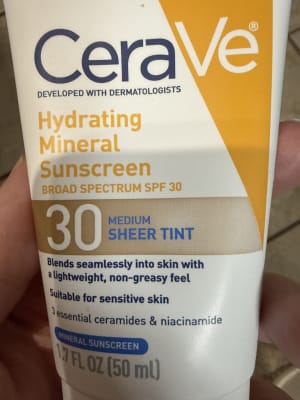 CeraVe®
DEVELOPED WITH DERMATOLOGISTS
Hydrating
Mineral
Sunscreen
BROAD SPECTRUM SPF 30
30 MEDIUM
SHEER TINT
Blends seamlessly into skin with
a lightweight, non-greasy feel
Suitable for sensitive skin
3 essential ceramides & niacinamide
MINERAL SUNSCREEN
1.7 FL OZ (50 ml)